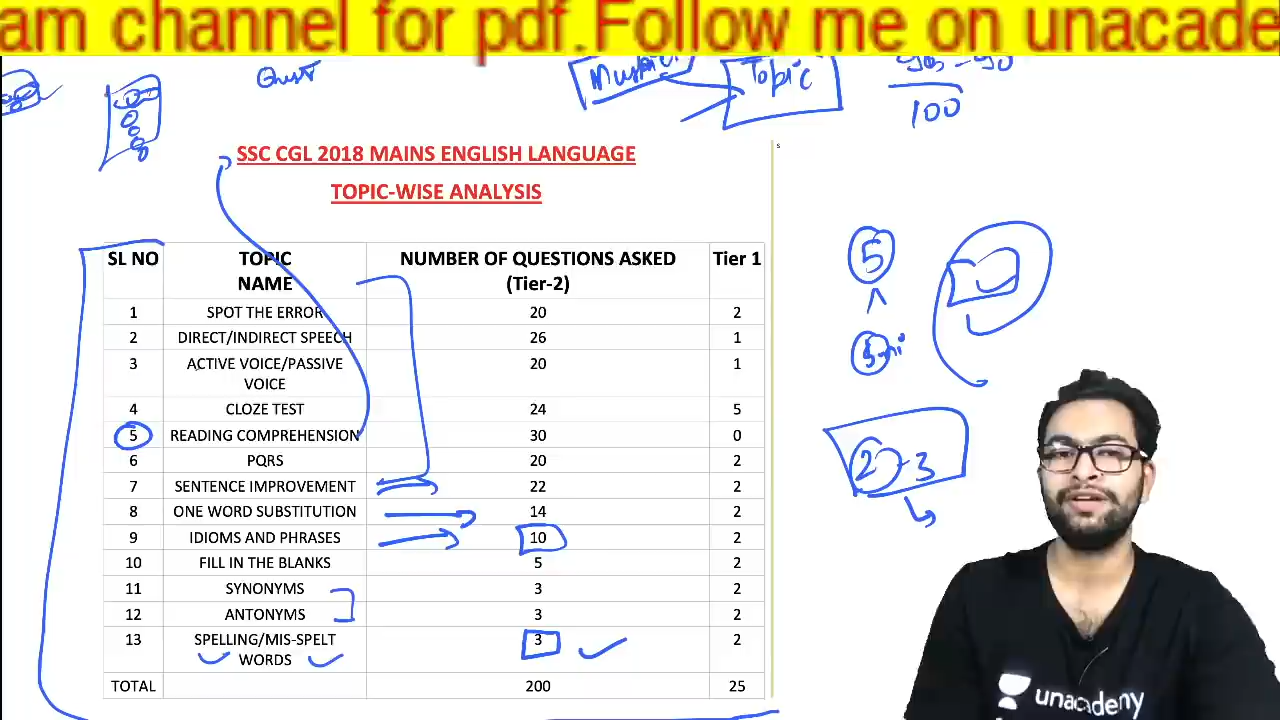 am channel for pdf.Follow me on unacade
Topic
100
SSC CGL 2018 MAINS ENGLISH LANGUAGE
TOPIC-WISE ANALYSIS
SL NO TOPIC NAME NUMBER OF QUESTIONS ASKED (Tier-2) Tier 1
1 SPOT THE ERROR 20 2
2 DIRECT/INDIRECT SPEECH 26 1
3 ACTIVE VOICE/PASSIVE VOICE 20 1
4 CLOZE TEST 24 5
5 READING COMPREHENSION 30 0
6 PQRS 20 2
7 SENTENCE IMPROVEMENT 22 2
8 ONE WORD SUBSTITUTION 14 2
9 IDIOMS AND PHRASES 10 2
10 FILL IN THE BLANKS 5 2
11 SYNONYMS 3 2
12 ANTONYMS 3 2
13 SPELLING/MIS-SPELT WORDS 3 2
TOTAL 200 25
5
2-3
unacademy